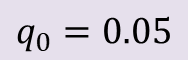 q₀ = 0.05